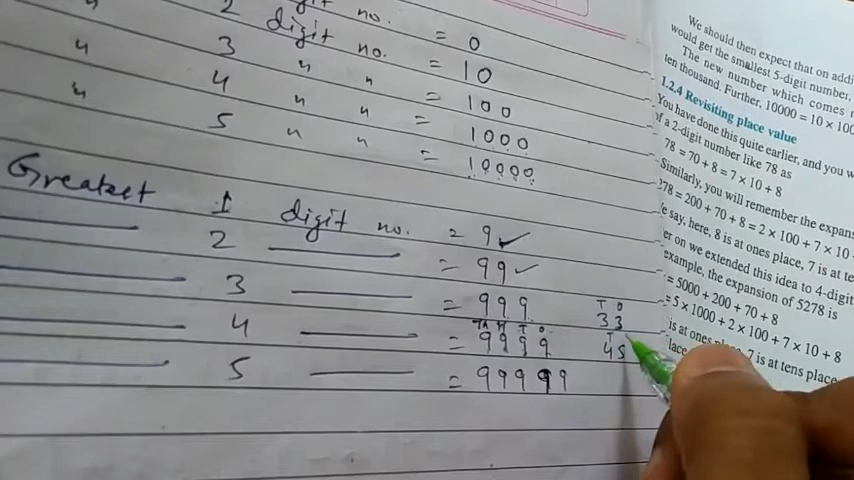 2 digit no. = 0
" 3 digit no. = 10
" 4 " " = 100
" 5 " " = 1000
= 10000
Greatest 1 digit no. = 9 ✓
2 = 99 ✓
3 = 999
T O
33
4 = 9999
Th H T O
T
45
5 = 99999
We should then expect that on addi
would get the smallest 5-digit number,
The new number which comes
ten thousand. Further, 10000 = 10 × 100
1.2.4 Revisiting place value
You have done this quite earlier, and you w
of a 2-digit number like 78 as
78 = 70 + 8 = 7 × 10 + 8
Similarly, you will remember the expans
278 = 200 + 70 + 8 = 2 × 100 + 7 × 10
e say, here, 8 is at ones place, 7 is at te
er on we extended this idea to 4-digit
example, the expansion of 5278 is
= 5000 + 200 + 70 + 8
= 5 × 1000 + 2 × 100 + 7 × 10 + 8
is at ones place, 7 is at tens place